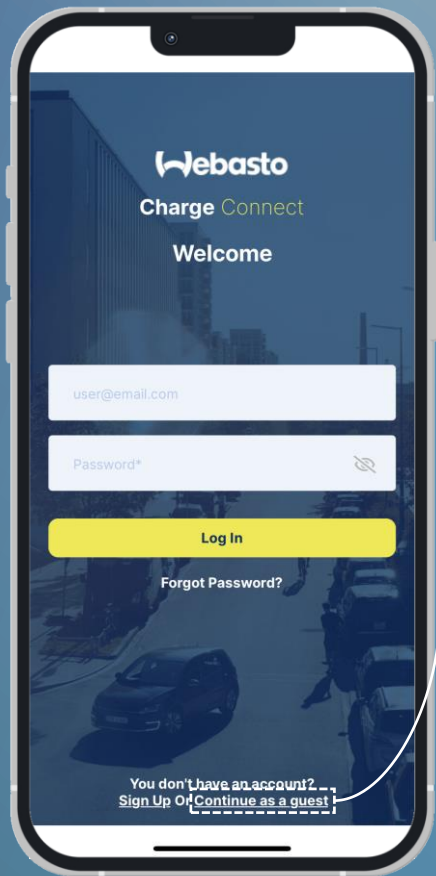 Webasto
Charge Connect
Welcome
user@email.com
Password*
Log In
Forgot Password?
You don't have an account?
Sign Up Or Continue as a guest